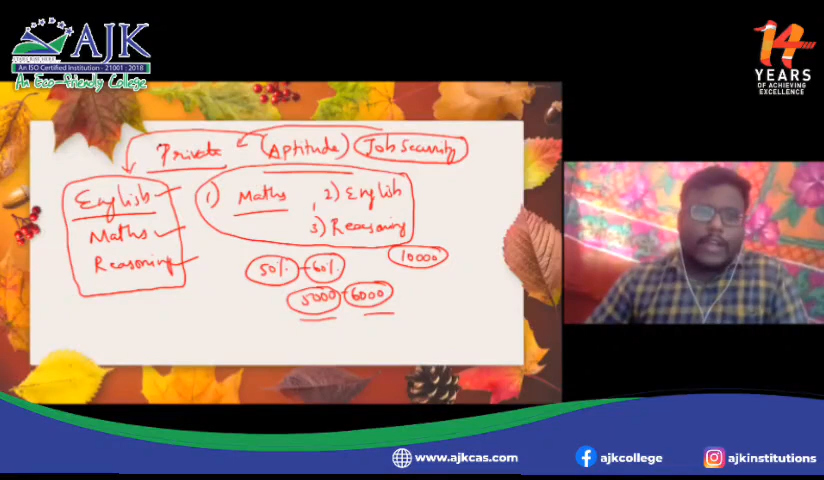 AJK
An ISO Certified Institution - 21001 : 2018
An Eco-friendly College
14
YEARS
OF ACHIEVING
EXCELLENCE
Private (Aptitude) Job Security
English
Maths
Reasoning
1) Maths, 2) English
3) Reasoning
10000
50% - 60%
5000 - 6000
www.ajkcas.com
ajkcollege
ajkinstitutions